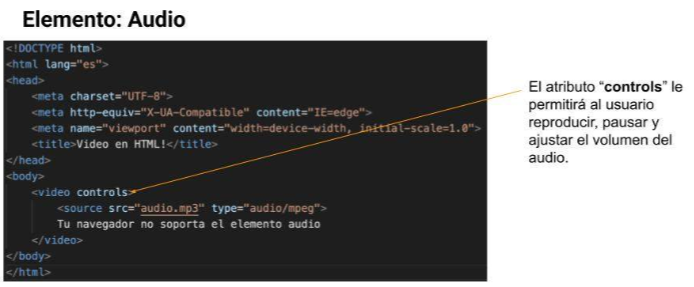 Elemento: Audio
<!DOCTYPE html>
<html lang="es">
<head>
<meta charset="UTF-8">
<meta http-equiv="X-UA-Compatible" content="IE=edge">
<meta name="viewport" content="width=device-width, initial-scale=1.0">
<title>Video en HTML!</title>
</head>
<body>
<video controls>
<source src="audio.mp3" type="audio/mpeg">
Tu navegador no soporta el elemento audio
</video>
</body>
</html>
El atributo “controls” le
permitirá al usuario
reproducir, pausar y
ajustar el volumen del
audio.